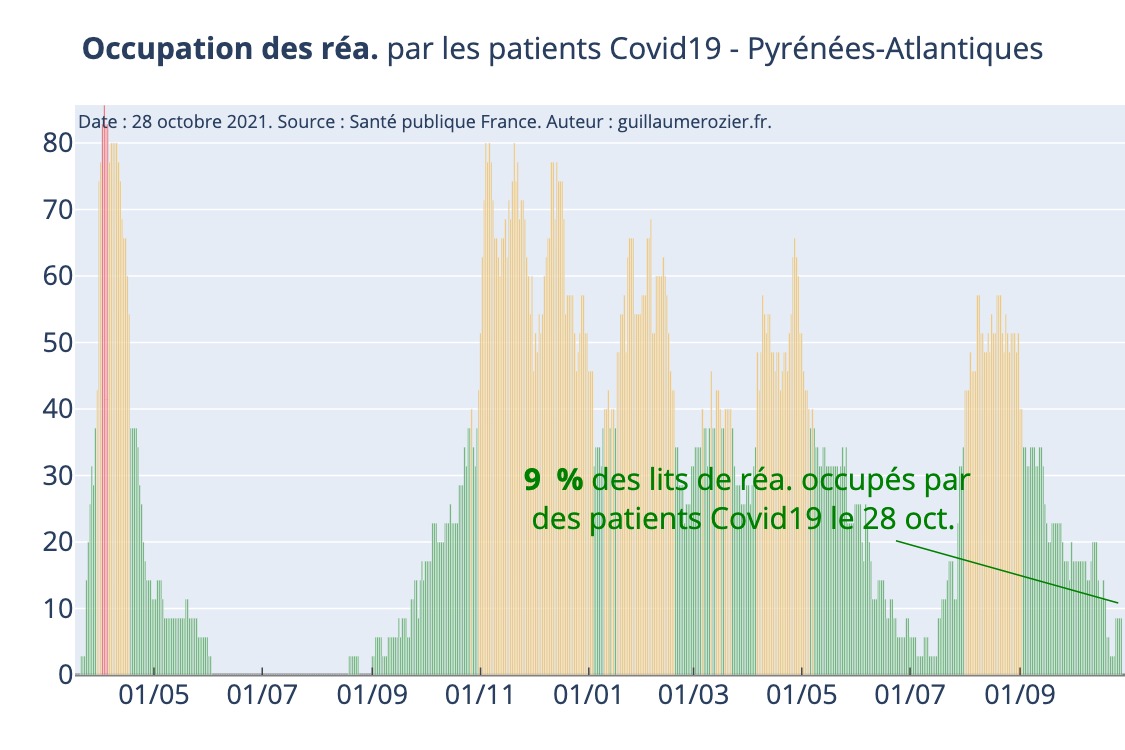 Occupation des réa. par les patients Covid19 - Pyrénées-Atlantiques
Date : 28 octobre 2021. Source : Santé publique France. Auteur : guillaumerozier.fr.
80
70
60
50
40
30
9 % des lits de réa. occupés par
des patients Covid19 le 28 oct.
20
10
0
01/05 01/07 01/09 01/11 01/01 01/03 01/05 01/07 01/09